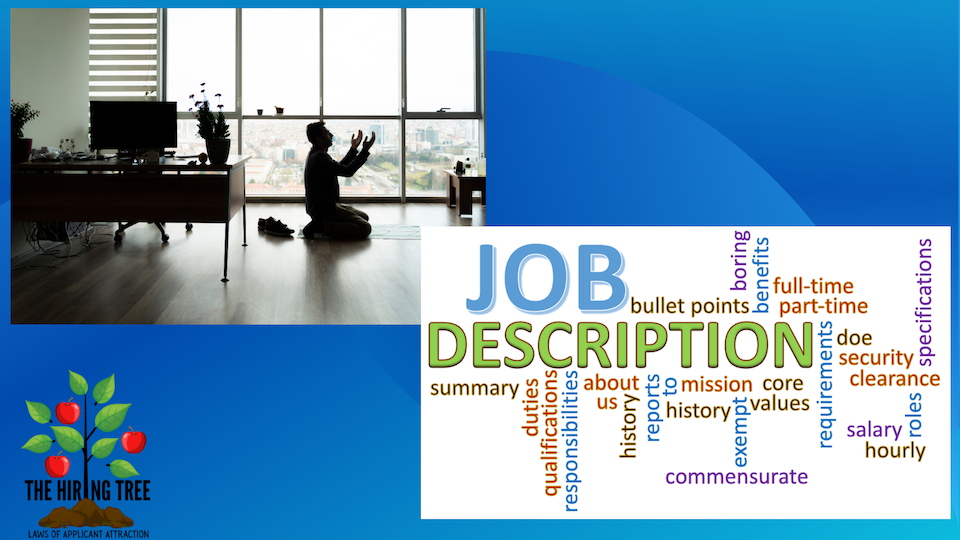 JOB
DESCRIPTION
boring
benefits
full-time
part-time
bullet points
specifications
doe
security
clearance
requirements
summary
duties
qualifications
responsibilities
about
us
history
reports
to
mission
history
core
values
exempt
roles
salary
hourly
commensurate
THE HIRING TREE
LAWS OF APPLICANT ATTRACTION